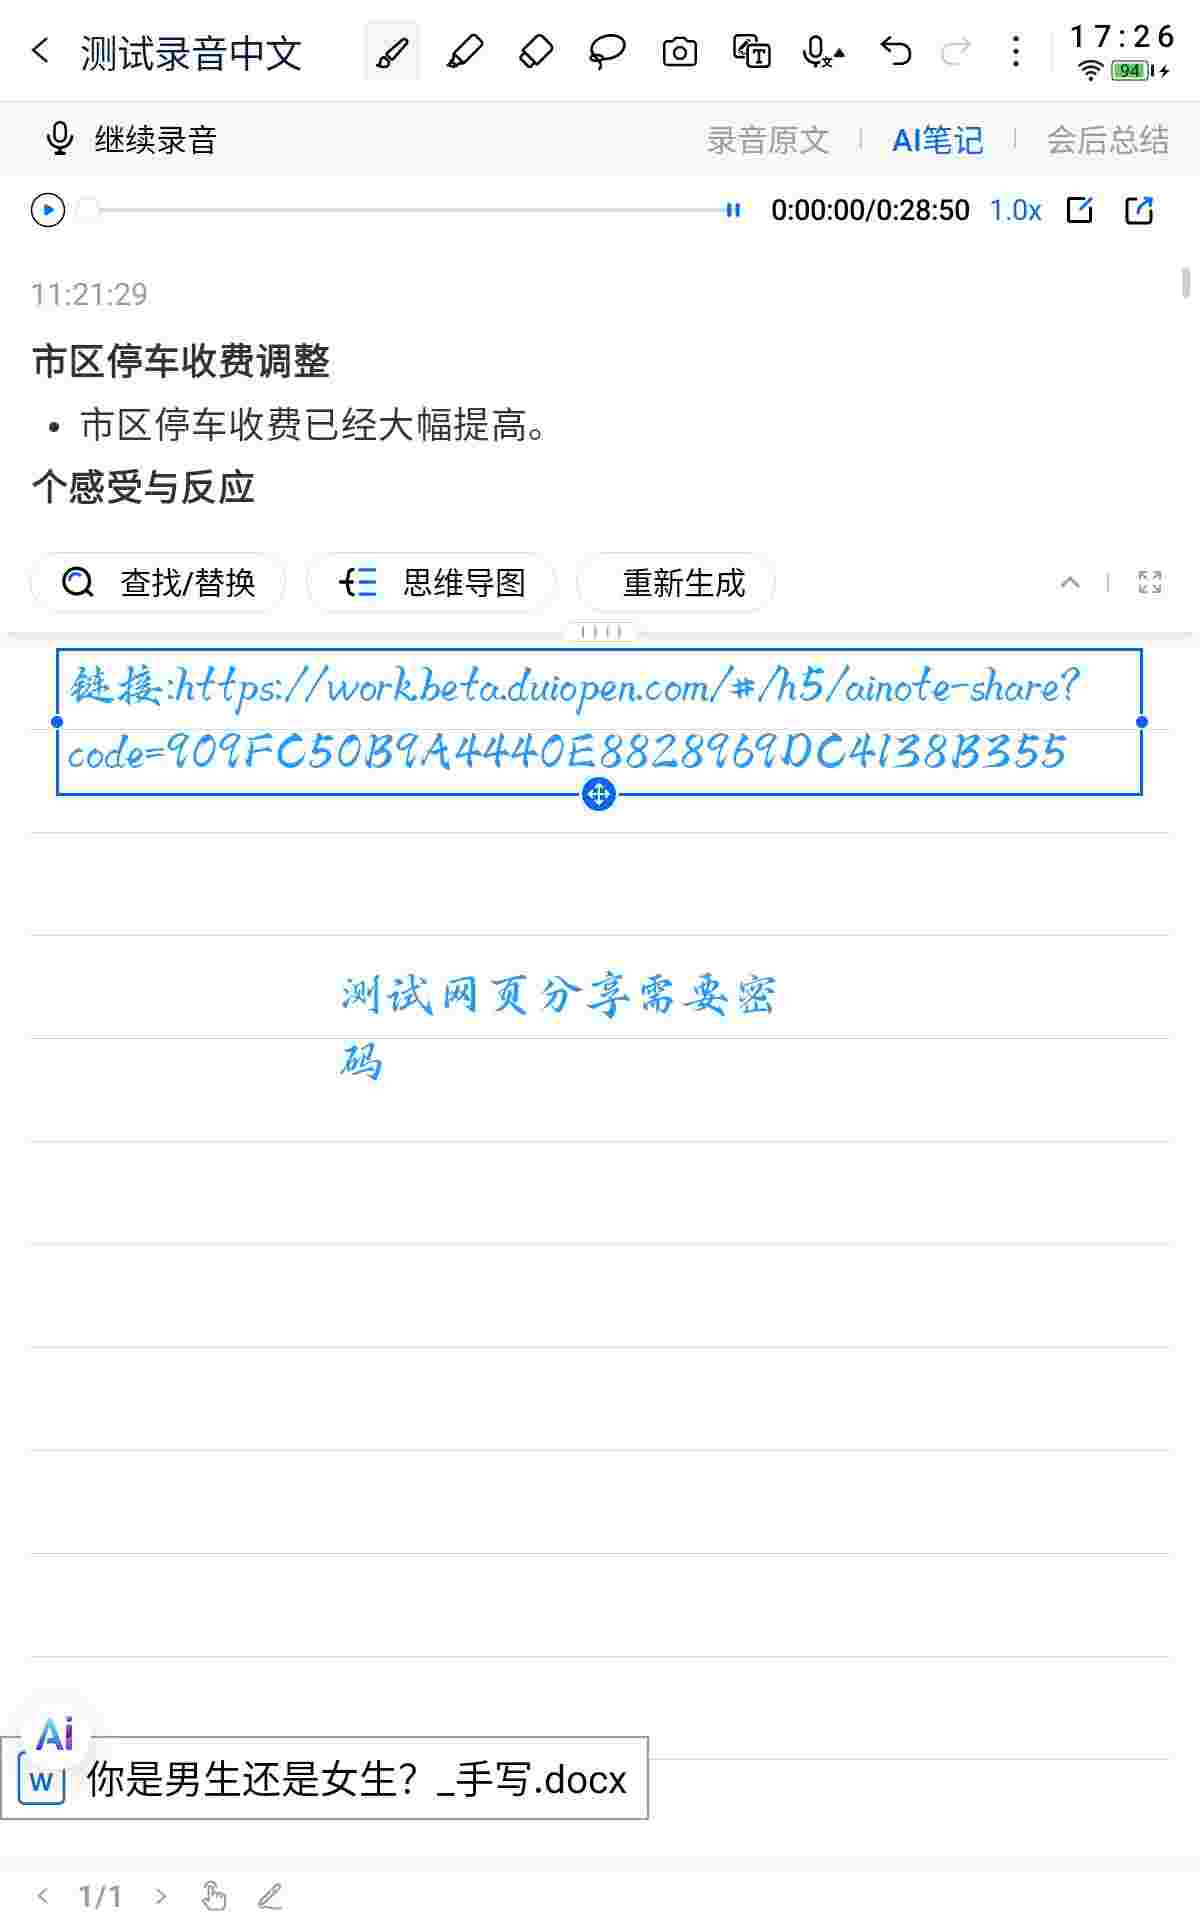 测试录音中文
17:26
94
继续录音
录音原文
AI笔记
会后总结
0:00:00/0:28:50
1.0x
11:21:29
市区停车收费调整
• 市区停车收费已经大幅提高。
个感受与反应
查找/替换
思维导图
重新生成
链接:https://work.beta.duiopen.com/#/h5/ainote-share?
code=909FC50B9A4440E8828969DC4138B355
测试网页分享需要密
码
Ai
W 你是男生还是女生？_手写.docx
1/1